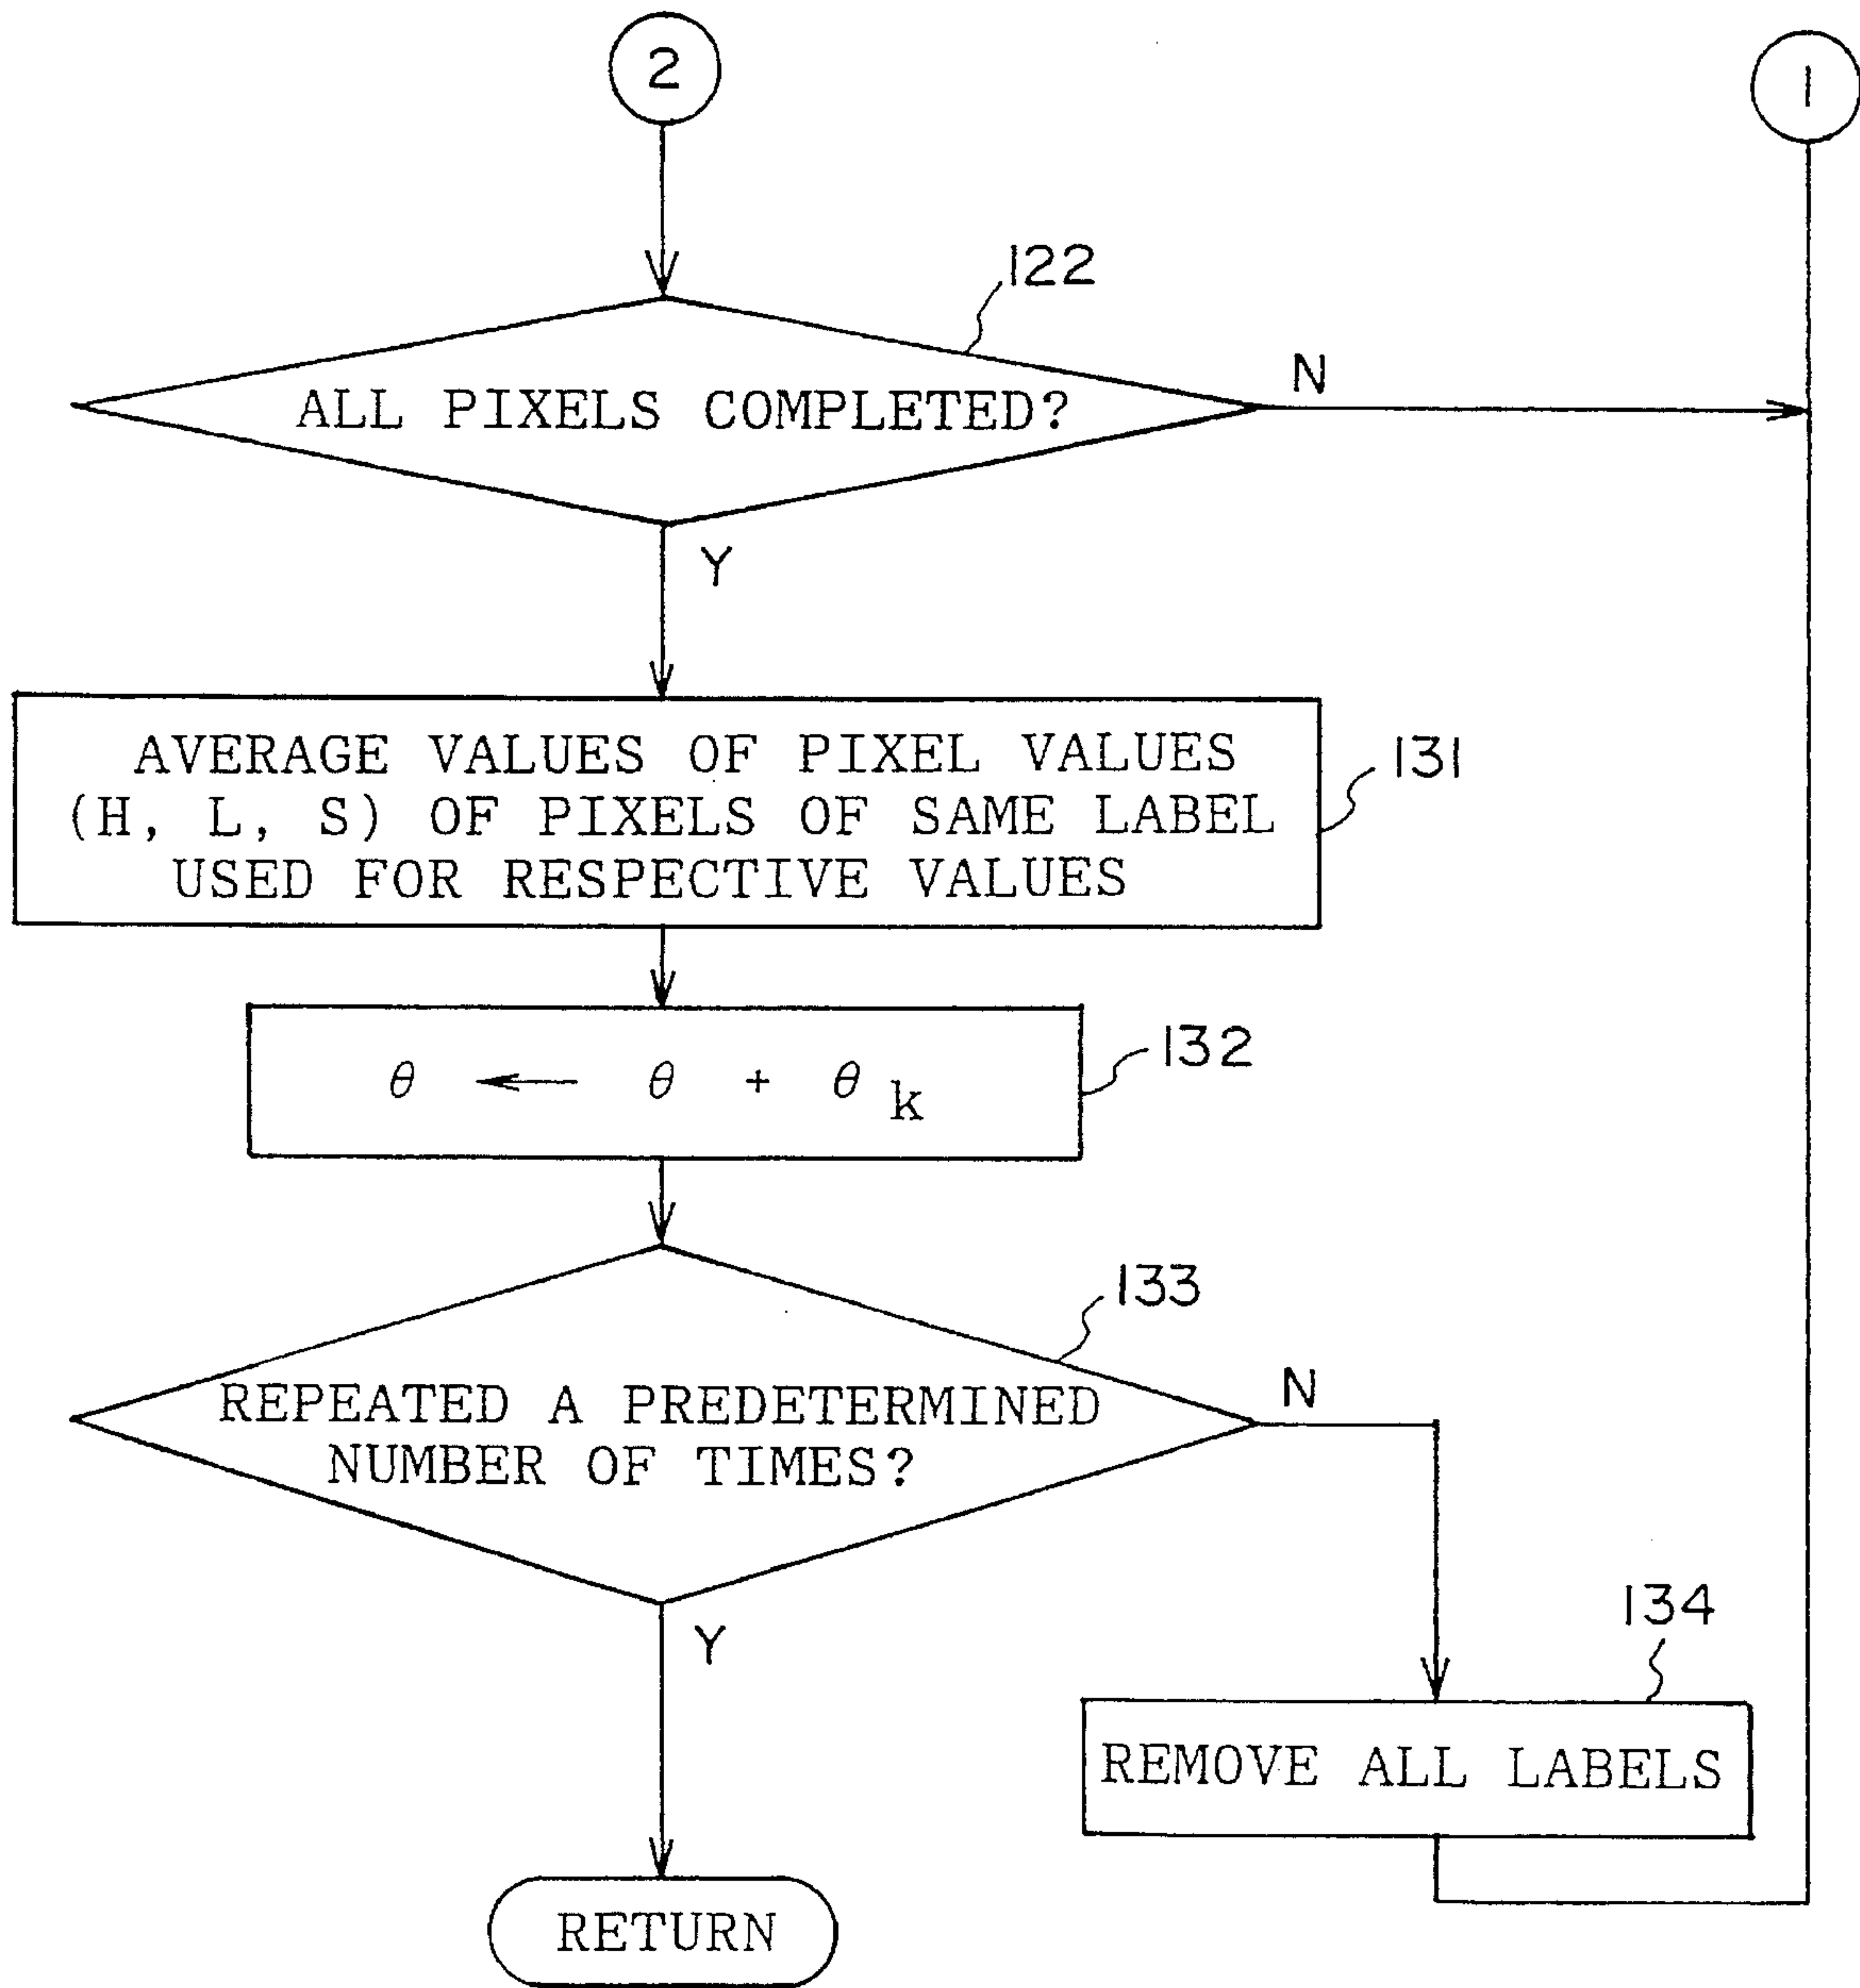 2
1
122
ALL PIXELS COMPLETED?
N
Y
AVERAGE VALUES OF PIXEL VALUES
(H, L, S) OF PIXELS OF SAME LABEL
USED FOR RESPECTIVE VALUES
131
θ ← θ + θk
132
133
REPEATED A PREDETERMINED
NUMBER OF TIMES?
N
Y
134
REMOVE ALL LABELS
RETURN